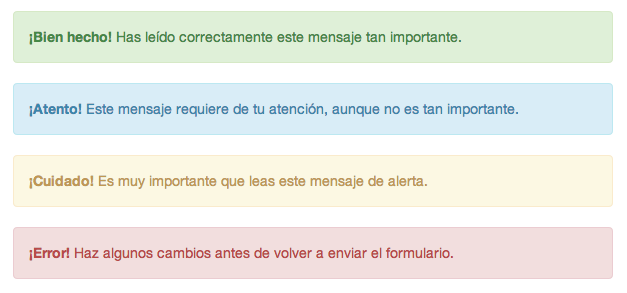 ¡Bien hecho! Has leído correctamente este mensaje tan importante.
¡Atento! Este mensaje requiere de tu atención, aunque no es tan importante.
¡Cuidado! Es muy importante que leas este mensaje de alerta.
¡Error! Haz algunos cambios antes de volver a enviar el formulario.